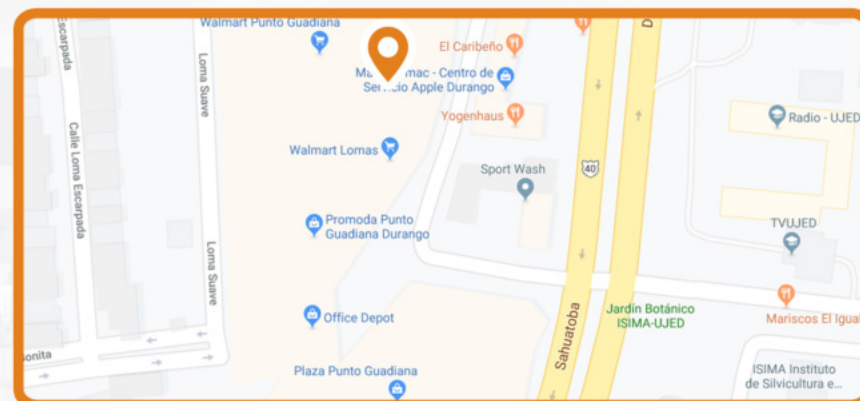 Walmart Punto Guadiana
El Caribeño
Centro de
Servicio Apple Durango
Yogenhaus
Radio - UJED
Walmart Lomas
Sport Wash
40
Promoda Punto
Guadiana Durango
TVUJED
Escarpada
Calle Loma Escarpada
Loma Suave
Loma Suave
Office Depot
Sahuatoba
Jardín Botánico
ISIMA-UJED
Mariscos El Igual
Plaza Punto Guadiana
ISIMA Instituto
de Silvicultura e...